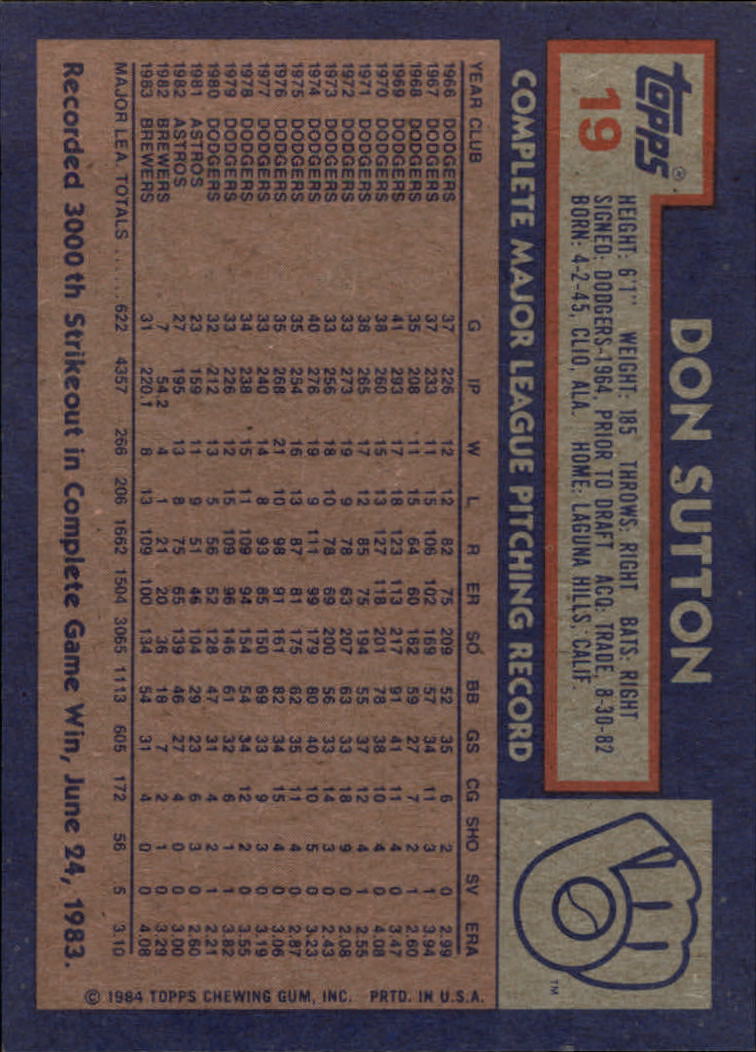 topps®
19
DON SUTTON
HEIGHT: 6'1" WEIGHT: 185 THROWS: RIGHT BATS: RIGHT
SIGNED: DODGERS-1964, PRIOR TO DRAFT ACQ: TRADE, 8-30-82
BORN: 4-2-45, CLIO, ALA. HOME: LAGUNA HILLS, CALIF.
TM
COMPLETE MAJOR LEAGUE PITCHING RECORD
YEAR CLUB G IP W L R ER SO BB GS CG SHO SV ERA
1966 DODGERS 37 226 12 12 82 75 209 52 35 6 2 0 2.99
1967 DODGERS 37 233 11 15 106 102 169 57 34 11 3 1 3.94
1968 DODGERS 35 208 11 15 64 60 162 59 27 7 2 1 2.60
1969 DODGERS 41 293 17 18 123 113 217 91 41 11 4 0 3.47
1970 DODGERS 38 260 15 13 127 118 201 78 38 10 4 0 4.08
1971 DODGERS 38 265 17 12 85 75 194 55 37 12 4 1 2.55
1972 DODGERS 33 273 19 9 78 63 207 63 33 18 9 0 2.08
1973 DODGERS 33 256 18 10 78 69 200 56 33 14 3 0 2.43
1974 DODGERS 40 276 19 9 111 99 179 80 40 10 5 0 3.23
1975 DODGERS 35 254 16 13 87 81 175 62 35 11 4 0 2.87
1976 DODGERS 35 268 21 10 98 91 161 82 34 15 4 0 3.06
1977 DODGERS 33 240 14 8 93 85 150 69 33 9 3 0 3.19
1978 DODGERS 34 238 15 11 109 94 154 54 34 12 2 0 3.55
1979 DODGERS 33 226 12 15 109 96 146 61 32 6 1 1 3.82
1980 DODGERS 32 212 13 5 56 52 128 47 31 4 2 1 2.21
1981 ASTROS 23 159 11 9 51 46 104 29 23 6 3 0 2.60
1982 ASTROS 27 195 13 8 75 65 139 46 27 4 0 0 3.00
1982 BREWERS 7 54.2 4 1 21 20 36 18 7 2 1 0 3.29
1983 BREWERS 31 220.1 8 13 109 100 134 54 31 4 0 0 4.08
MAJOR LEA. TOTALS ...... 622 4357 266 206 1662 1504 3065 1113 605 172 56 5 3.10
Recorded 3000th Strikeout in Complete Game Win, June 24, 1983.
© 1984 TOPPS CHEWING GUM, INC. PRTD. IN U.S.A.